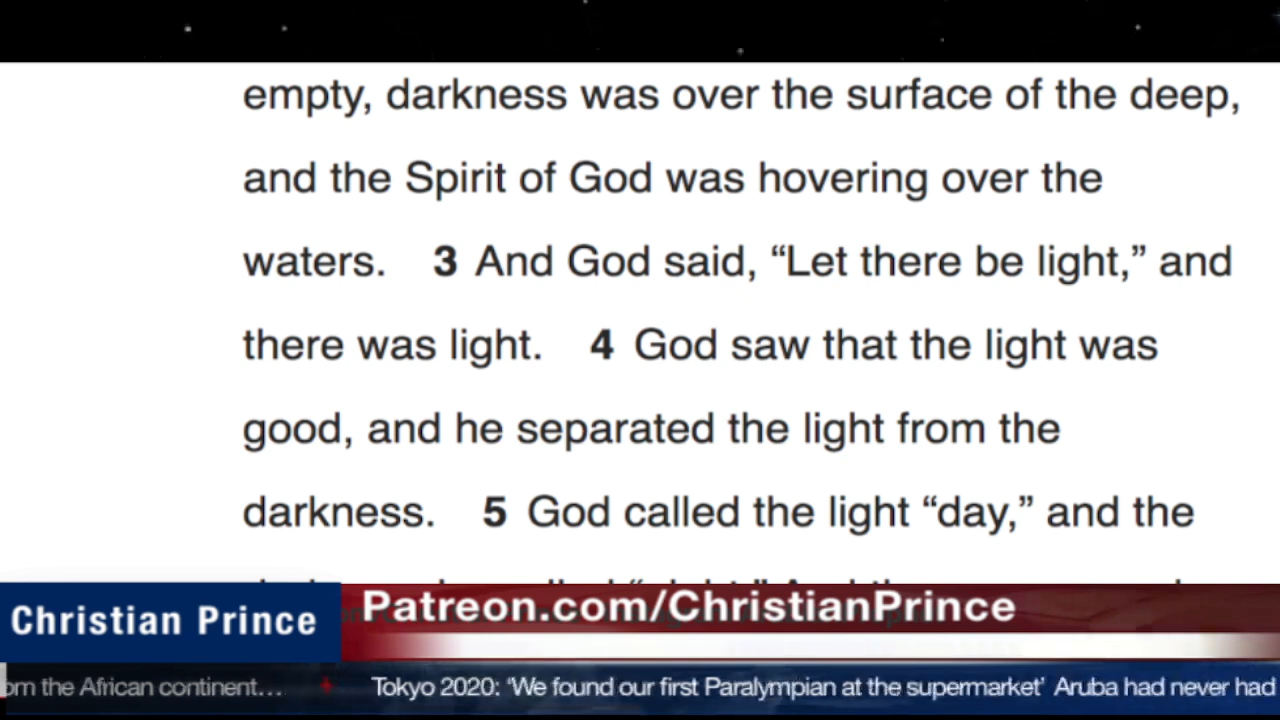 empty, darkness was over the surface of the deep,
and the Spirit of God was hovering over the
waters. 3 And God said, “Let there be light,” and
there was light. 4 God saw that the light was
good, and he separated the light from the
darkness. 5 God called the light “day,” and the
Christian Prince
Patreon.com/ChristianPrince
the African continent… Tokyo 2020: ‘We found our first Paralympian at the supermarket’ Aruba had never had